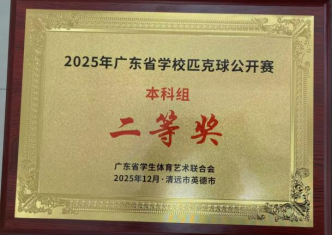 2025年广东省学校匹克球公开赛
本科组
二等奖
广东省学生体育艺术联合会
2025年12月·清远市英德市